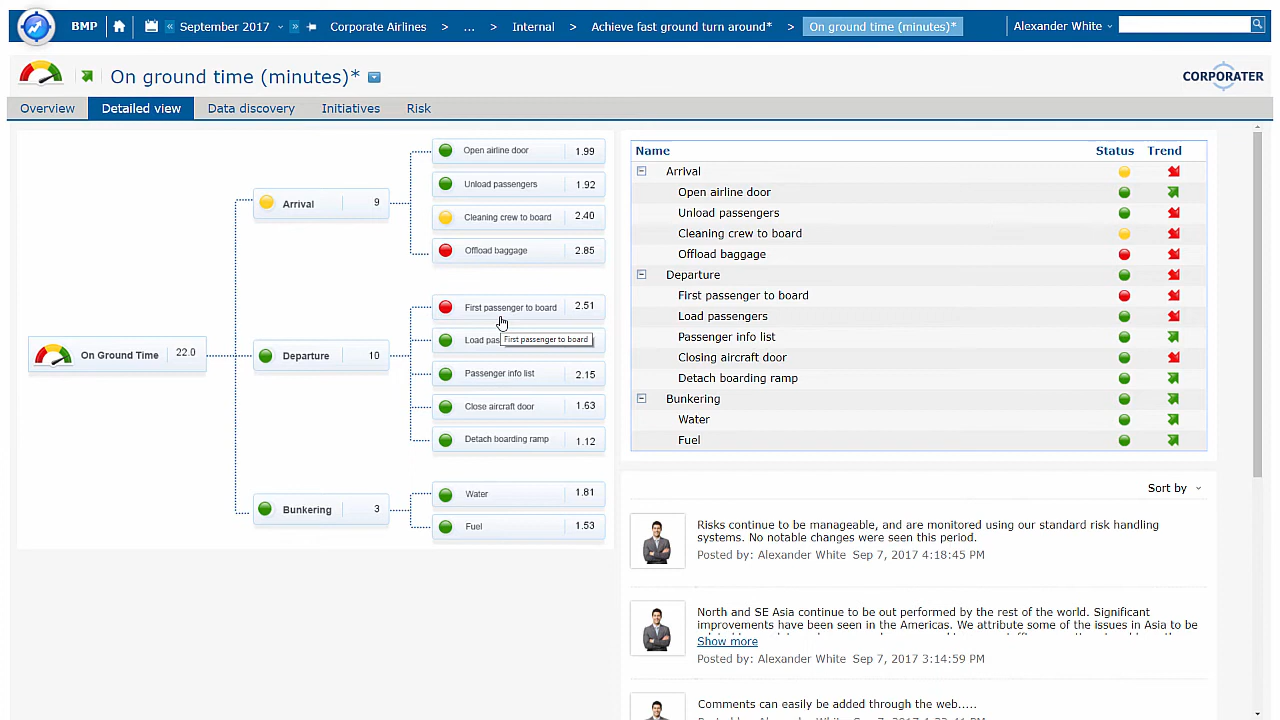 BMP
September 2017
Corporate Airlines > ... > Internal > Achieve fast ground turn around* > On ground time (minutes)*
Alexander White
On ground time (minutes)*
CORPORATER
Overview
Detailed view
Data discovery
Initiatives
Risk
On Ground Time 22.0
Arrival 9
Open airline door 1.99
Unload passengers 1.92
Cleaning crew to board 2.40
Offload baggage 2.85
Departure 10
First passenger to board 2.51
Load pas
First passenger to board
Passenger info list 2.15
Close aircraft door 1.63
Detach boarding ramp 1.12
Bunkering 3
Water 1.81
Fuel 1.53
Name Status Trend
Arrival
Open airline door
Unload passengers
Cleaning crew to board
Offload baggage
Departure
First passenger to board
Load passengers
Passenger info list
Closing aircraft door
Detach boarding ramp
Bunkering
Water
Fuel
Sort by
Risks continue to be manageable, and are monitored using our standard risk handling
systems. No notable changes were seen this period.
Posted by: Alexander White Sep 7, 2017 4:18:45 PM
North and SE Asia continue to be out performed by the rest of the world. Significant
improvements have been seen in the Americas. We attribute some of the issues in Asia to be
Show more
Posted by: Alexander White Sep 7, 2017 3:14:59 PM
Comments can easily be added through the web.....